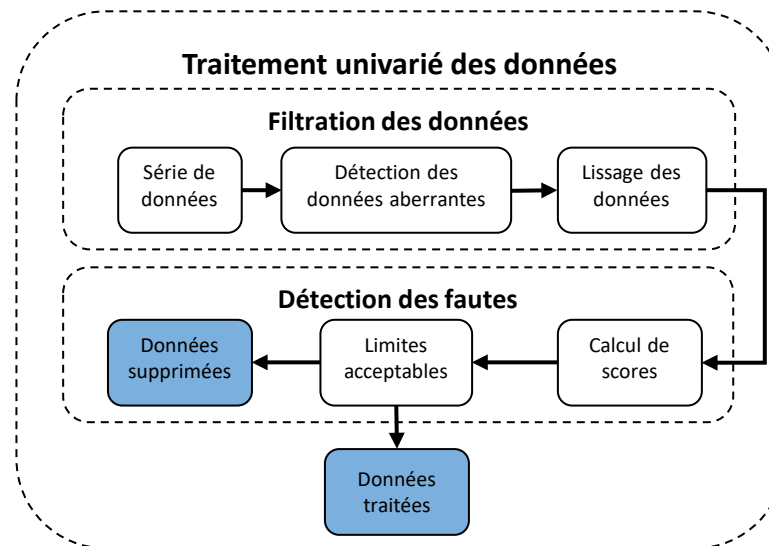 Traitement univarié des données
Filtration des données
Série de
données
Détection des
données aberrantes
Lissage des
données
Détection des fautes
Données
supprimées
Limites
acceptables
Calcul de
scores
Données
traitées